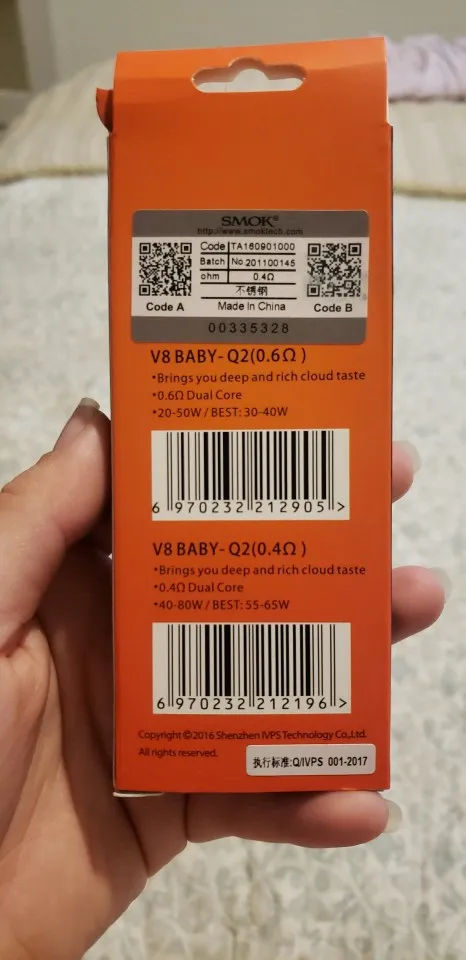 SMOK®
http://www.smoktech.com
Code TA160901000
Batch No.201100145
ohm 0.4Ω
不锈钢
Code A Made In China Code B
00335328
V8 BABY-Q2(0.6Ω)
•Brings you deep and rich cloud taste
•0.6Ω Dual Core
•20-50W / BEST: 30-40W
6 970232 212905 >
V8 BABY-Q2(0.4Ω)
•Brings you deep and rich cloud taste
•0.4Ω Dual Core
•40-80W / BEST: 55-65W
6 970232 212196 >
Copyright ©2016 Shenzhen IVPS Technology Co.,Ltd.
All rights reserved.
执行标准:Q/IVPS 001-2017